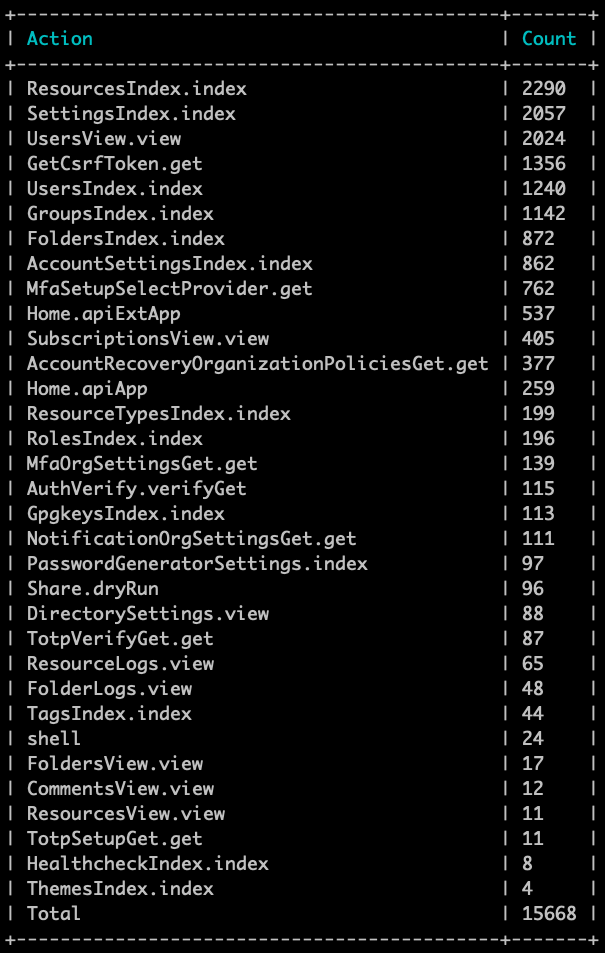 +--------------------------------------------+-------+
| Action                                     | Count |
+--------------------------------------------+-------+
| ResourcesIndex.index                       | 2290  |
| SettingsIndex.index                        | 2057  |
| UsersView.view                             | 2024  |
| GetCsrfToken.get                           | 1356  |
| UsersIndex.index                           | 1240  |
| GroupsIndex.index                          | 1142  |
| FoldersIndex.index                         | 872   |
| AccountSettingsIndex.index                 | 862   |
| MfaSetupSelectProvider.get                 | 762   |
| Home.apiExtApp                             | 537   |
| SubscriptionsView.view                     | 405   |
| AccountRecoveryOrganizationPoliciesGet.get | 377   |
| Home.apiApp                                | 259   |
| ResourceTypesIndex.index                   | 199   |
| RolesIndex.index                           | 196   |
| MfaOrgSettingsGet.get                      | 139   |
| AuthVerify.verifyGet                       | 115   |
| GpgkeysIndex.index                         | 113   |
| NotificationOrgSettingsGet.get             | 111   |
| PasswordGeneratorSettings.index            | 97    |
| Share.dryRun                               | 96    |
| DirectorySettings.view                     | 88    |
| TotpVerifyGet.get                          | 87    |
| ResourceLogs.view                          | 65    |
| FolderLogs.view                            | 48    |
| TagsIndex.index                            | 44    |
| shell                                      | 24    |
| FoldersView.view                           | 17    |
| CommentsView.view                          | 12    |
| ResourcesView.view                         | 11    |
| TotpSetupGet.get                           | 11    |
| HealthcheckIndex.index                     | 8     |
| ThemesIndex.index                          | 4     |
| Total                                      | 15668 |
+--------------------------------------------+-------+